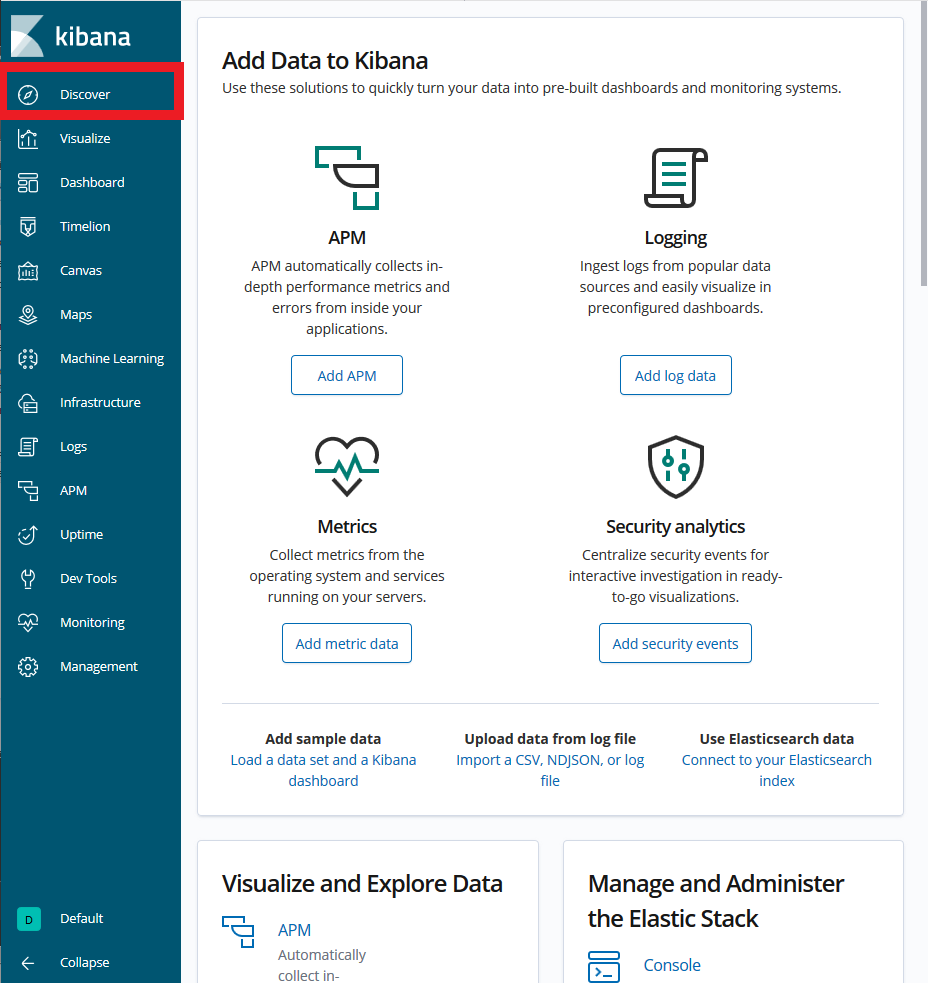 kibana
Discover
Visualize
Dashboard
Timelion
Canvas
Maps
Machine Learning
Infrastructure
Logs
APM
Uptime
Dev Tools
Monitoring
Management
D
Default
Collapse
Add Data to Kibana
Use these solutions to quickly turn your data into pre-built dashboards and monitoring systems.
APM
APM automatically collects in-
depth performance metrics and
errors from inside your
applications.
Add APM
Logging
Ingest logs from popular data
sources and easily visualize in
preconfigured dashboards.
Add log data
Metrics
Collect metrics from the
operating system and services
running on your servers.
Add metric data
Security analytics
Centralize security events for
interactive investigation in ready-
to-go visualizations.
Add security events
Add sample data
Load a data set and a Kibana
dashboard
Upload data from log file
Import a CSV, NDJSON, or log
file
Use Elasticsearch data
Connect to your Elasticsearch
index
Visualize and Explore Data
APM
Automatically
collect in-
Manage and Administer
the Elastic Stack
Console